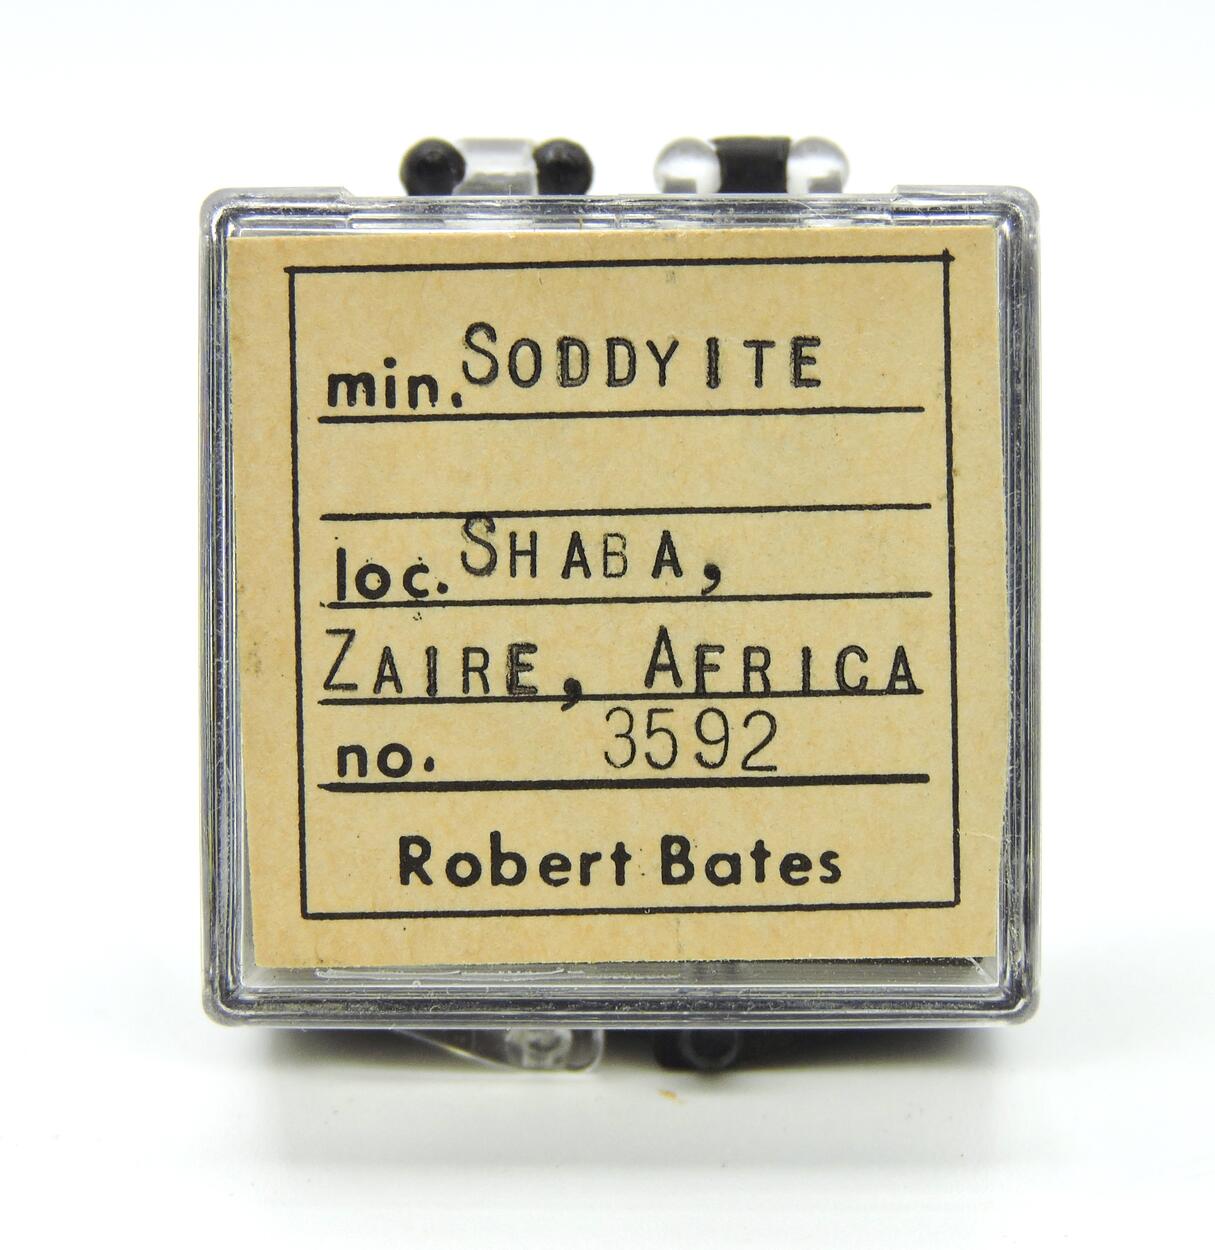 min. SODDYITE
loc. SHABA,
ZAIRE, AFRICA
no. 3592
Robert Bates